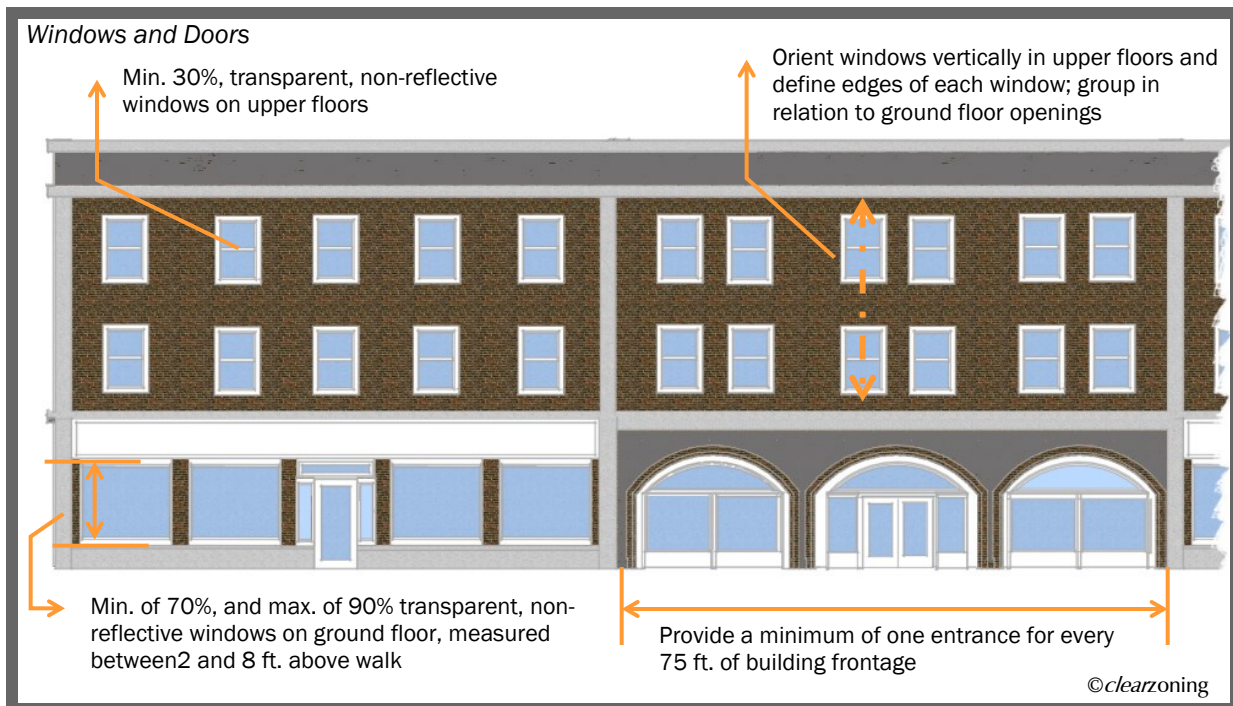 Windows and Doors
Min. 30%, transparent, non-reflective
windows on upper floors
Orient windows vertically in upper floors and
define edges of each window; group in
relation to ground floor openings
Min. of 70%, and max. of 90% transparent, non-
reflective windows on ground floor, measured
between2 and 8 ft. above walk
Provide a minimum of one entrance for every
75 ft. of building frontage
©clearzoning